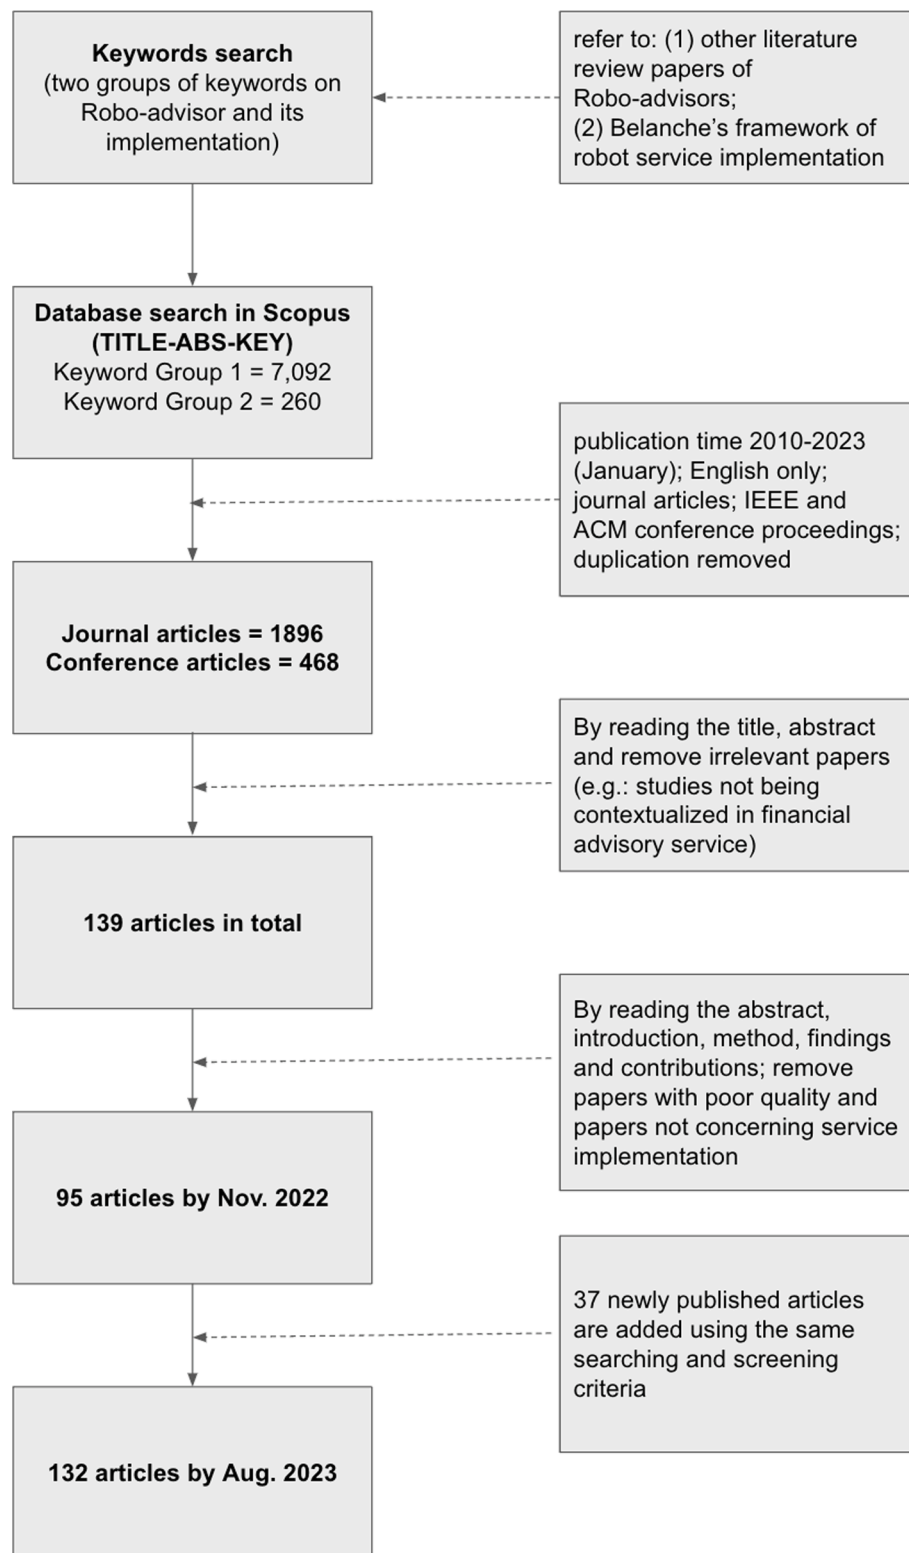 Keywords search
(two groups of keywords on
Robo-advisor and its
implementation)
refer to: (1) other literature
review papers of
Robo-advisors;
(2) Belanche's framework of
robot service implementation
Database search in Scopus
(TITLE-ABS-KEY)
Keyword Group 1 = 7,092
Keyword Group 2 = 260
publication time 2010-2023
(January); English only;
journal articles; IEEE and
ACM conference proceedings;
duplication removed
Journal articles = 1896
Conference articles = 468
By reading the title, abstract
and remove irrelevant papers
(e.g.: studies not being
contextualized in financial
advisory service)
139 articles in total
By reading the abstract,
introduction, method, findings
and contributions; remove
papers with poor quality and
papers not concerning service
implementation
95 articles by Nov. 2022
37 newly published articles
are added using the same
searching and screening
criteria
132 articles by Aug. 2023